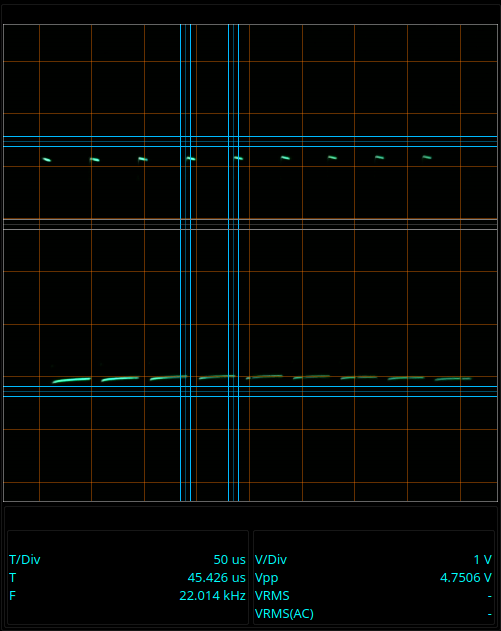 T/Div 50 us V/Div 1 V
T 45.426 us Vpp 4.7506 V
F 22.014 kHz VRMS -
VRMS(AC) -